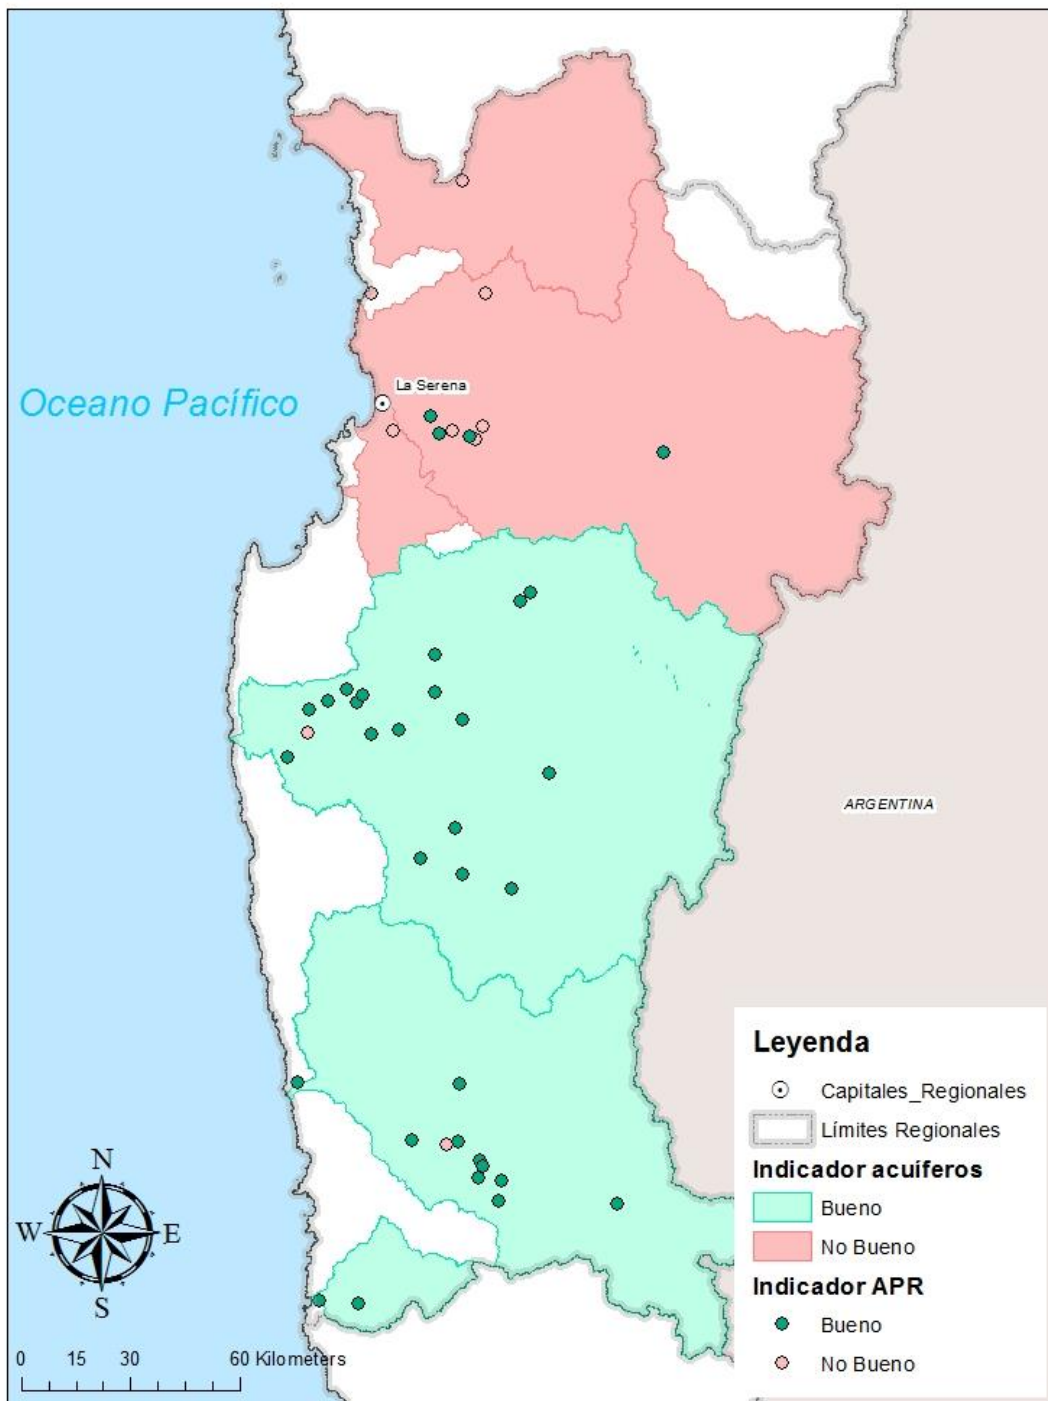 La Serena
Oceano Pacífico
ARGENTINA
Leyenda
Capitales_Regionales
Límites Regionales
Indicador acuíferos
Bueno
No Bueno
Indicador APR
Bueno
No Bueno
N
W E
S
0 15 30 60 Kilometers